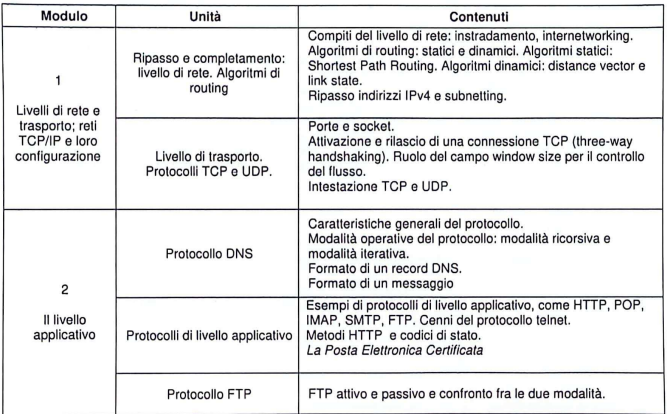 Modulo
Unità
Contenuti
1
Livelli di rete e
trasporto; reti
TCP/IP e loro
configurazione
Ripasso e completamento:
livello di rete. Algoritmi di
routing
Compiti del livello di rete: instradamento, internetworking.
Algoritmi di routing: statici e dinamici. Algoritmi statici:
Shortest Path Routing. Algoritmi dinamici: distance vector e
link state.
Ripasso indirizzi IPv4 e subnetting.
Livello di trasporto.
Protocolli TCP e UDP.
Porte e socket.
Attivazione e rilascio di una connessione TCP (three-way
handshaking). Ruolo del campo window size per il controllo
del flusso.
Intestazione TCP e UDP.
2
Il livello
applicativo
Protocollo DNS
Caratteristiche generali del protocollo.
Modalità operative del protocollo: modalità ricorsiva e
modalità iterativa.
Formato di un record DNS.
Formato di un messaggio
Protocolli di livello applicativo
Esempi di protocolli di livello applicativo, come HTTP, POP,
IMAP, SMTP, FTP. Cenni del protocollo telnet.
Metodi HTTP e codici di stato.
La Posta Elettronica Certificata
Protocollo FTP
FTP attivo e passivo e confronto fra le due modalità.